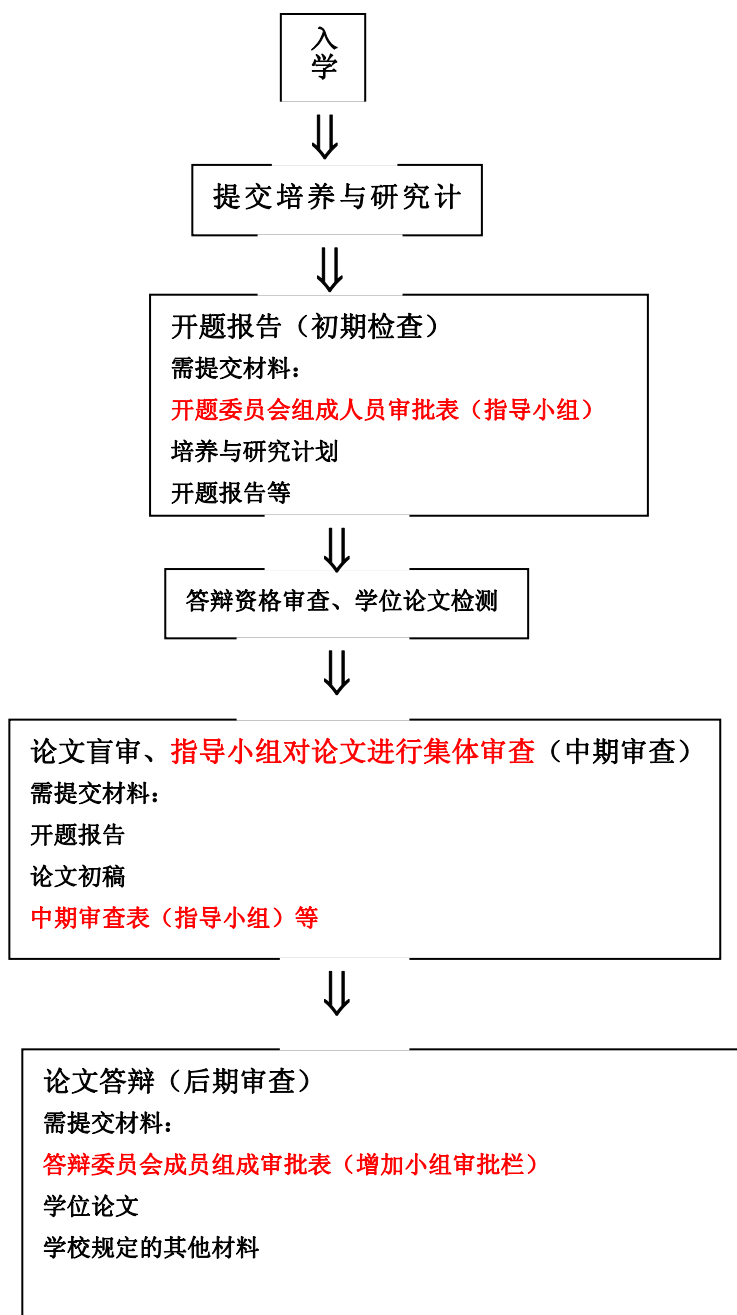 入
学
提交培养与研究计
开题报告（初期检查）
需提交材料：
开题委员会组成人员审批表（指导小组）
培养与研究计划
开题报告等
答辩资格审查、学位论文检测
论文盲审、指导小组对论文进行集体审查（中期审查）
需提交材料：
开题报告
论文初稿
中期审查表（指导小组）等
论文答辩（后期审查）
需提交材料：
答辩委员会成员组成审批表（增加小组审批栏）
学位论文
学校规定的其他材料